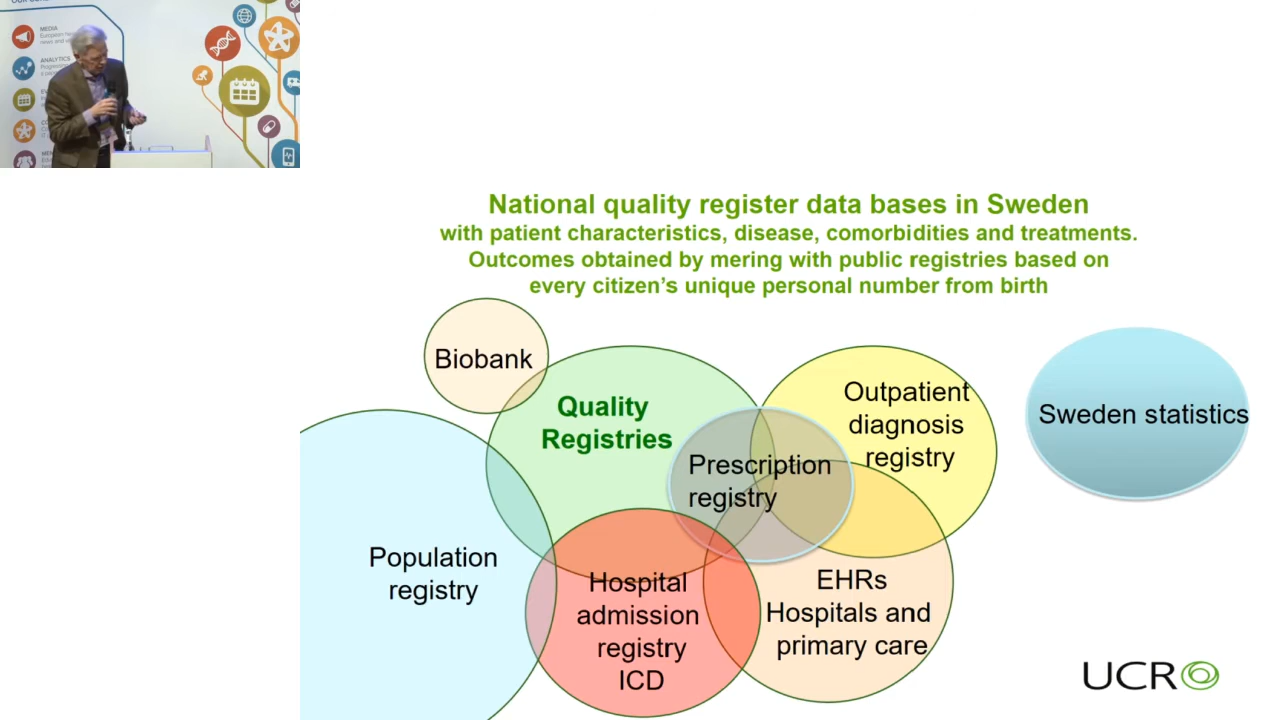 MEDIA
ANALYTICS
National quality register data bases in Sweden
with patient characteristics, disease, comorbidities and treatments.
Outcomes obtained by mering with public registries based on
every citizen's unique personal number from birth
Biobank
Quality
Registries
Outpatient
diagnosis
registry
Sweden statistics
Prescription
registry
Population
registry
Hospital
admission
registry
ICD
EHRs
Hospitals and
primary care
UCR